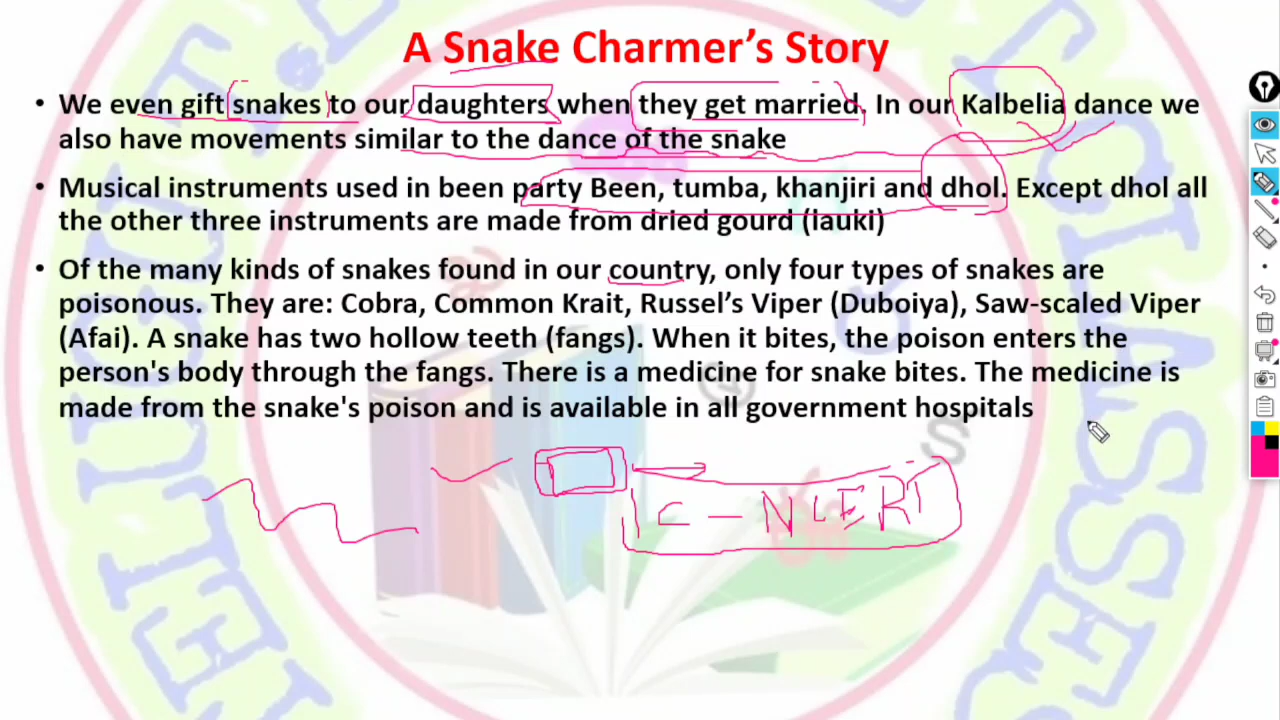 A Snake Charmer's Story
• We even gift snakes to our daughters when they get married. In our Kalbelia dance we
also have movements similar to the dance of the snake
• Musical instruments used in been party Been, tumba, khanjiri and dhol. Except dhol all
the other three instruments are made from dried gourd (lauki)
• Of the many kinds of snakes found in our country, only four types of snakes are
poisonous. They are: Cobra, Common Krait, Russel's Viper (Duboiya), Saw-scaled Viper
(Afai). A snake has two hollow teeth (fangs). When it bites, the poison enters the
person's body through the fangs. There is a medicine for snake bites. The medicine is
made from the snake's poison and is available in all government hospitals
NCERT